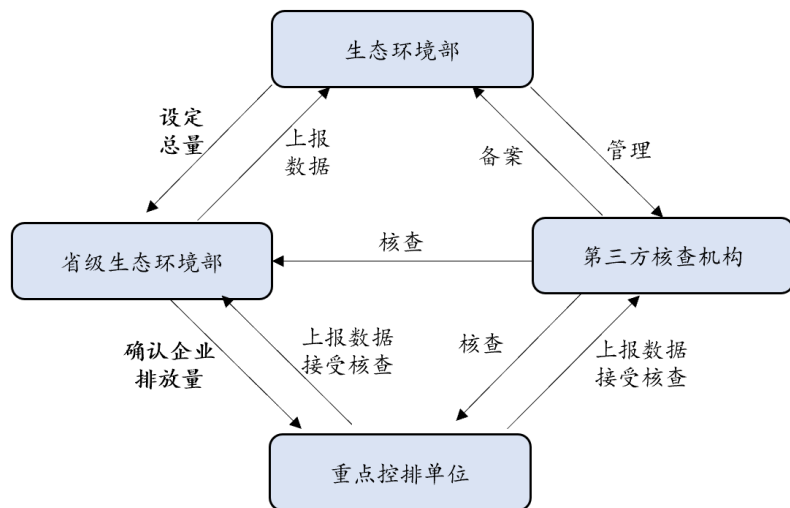 生态环境部
设定
总量
上报
数据
备案
管理
省级生态环境部
核查
第三方核查机构
确认企业
排放量
上报数据
接受核查
核查
上报数据
接受核查
重点控排单位